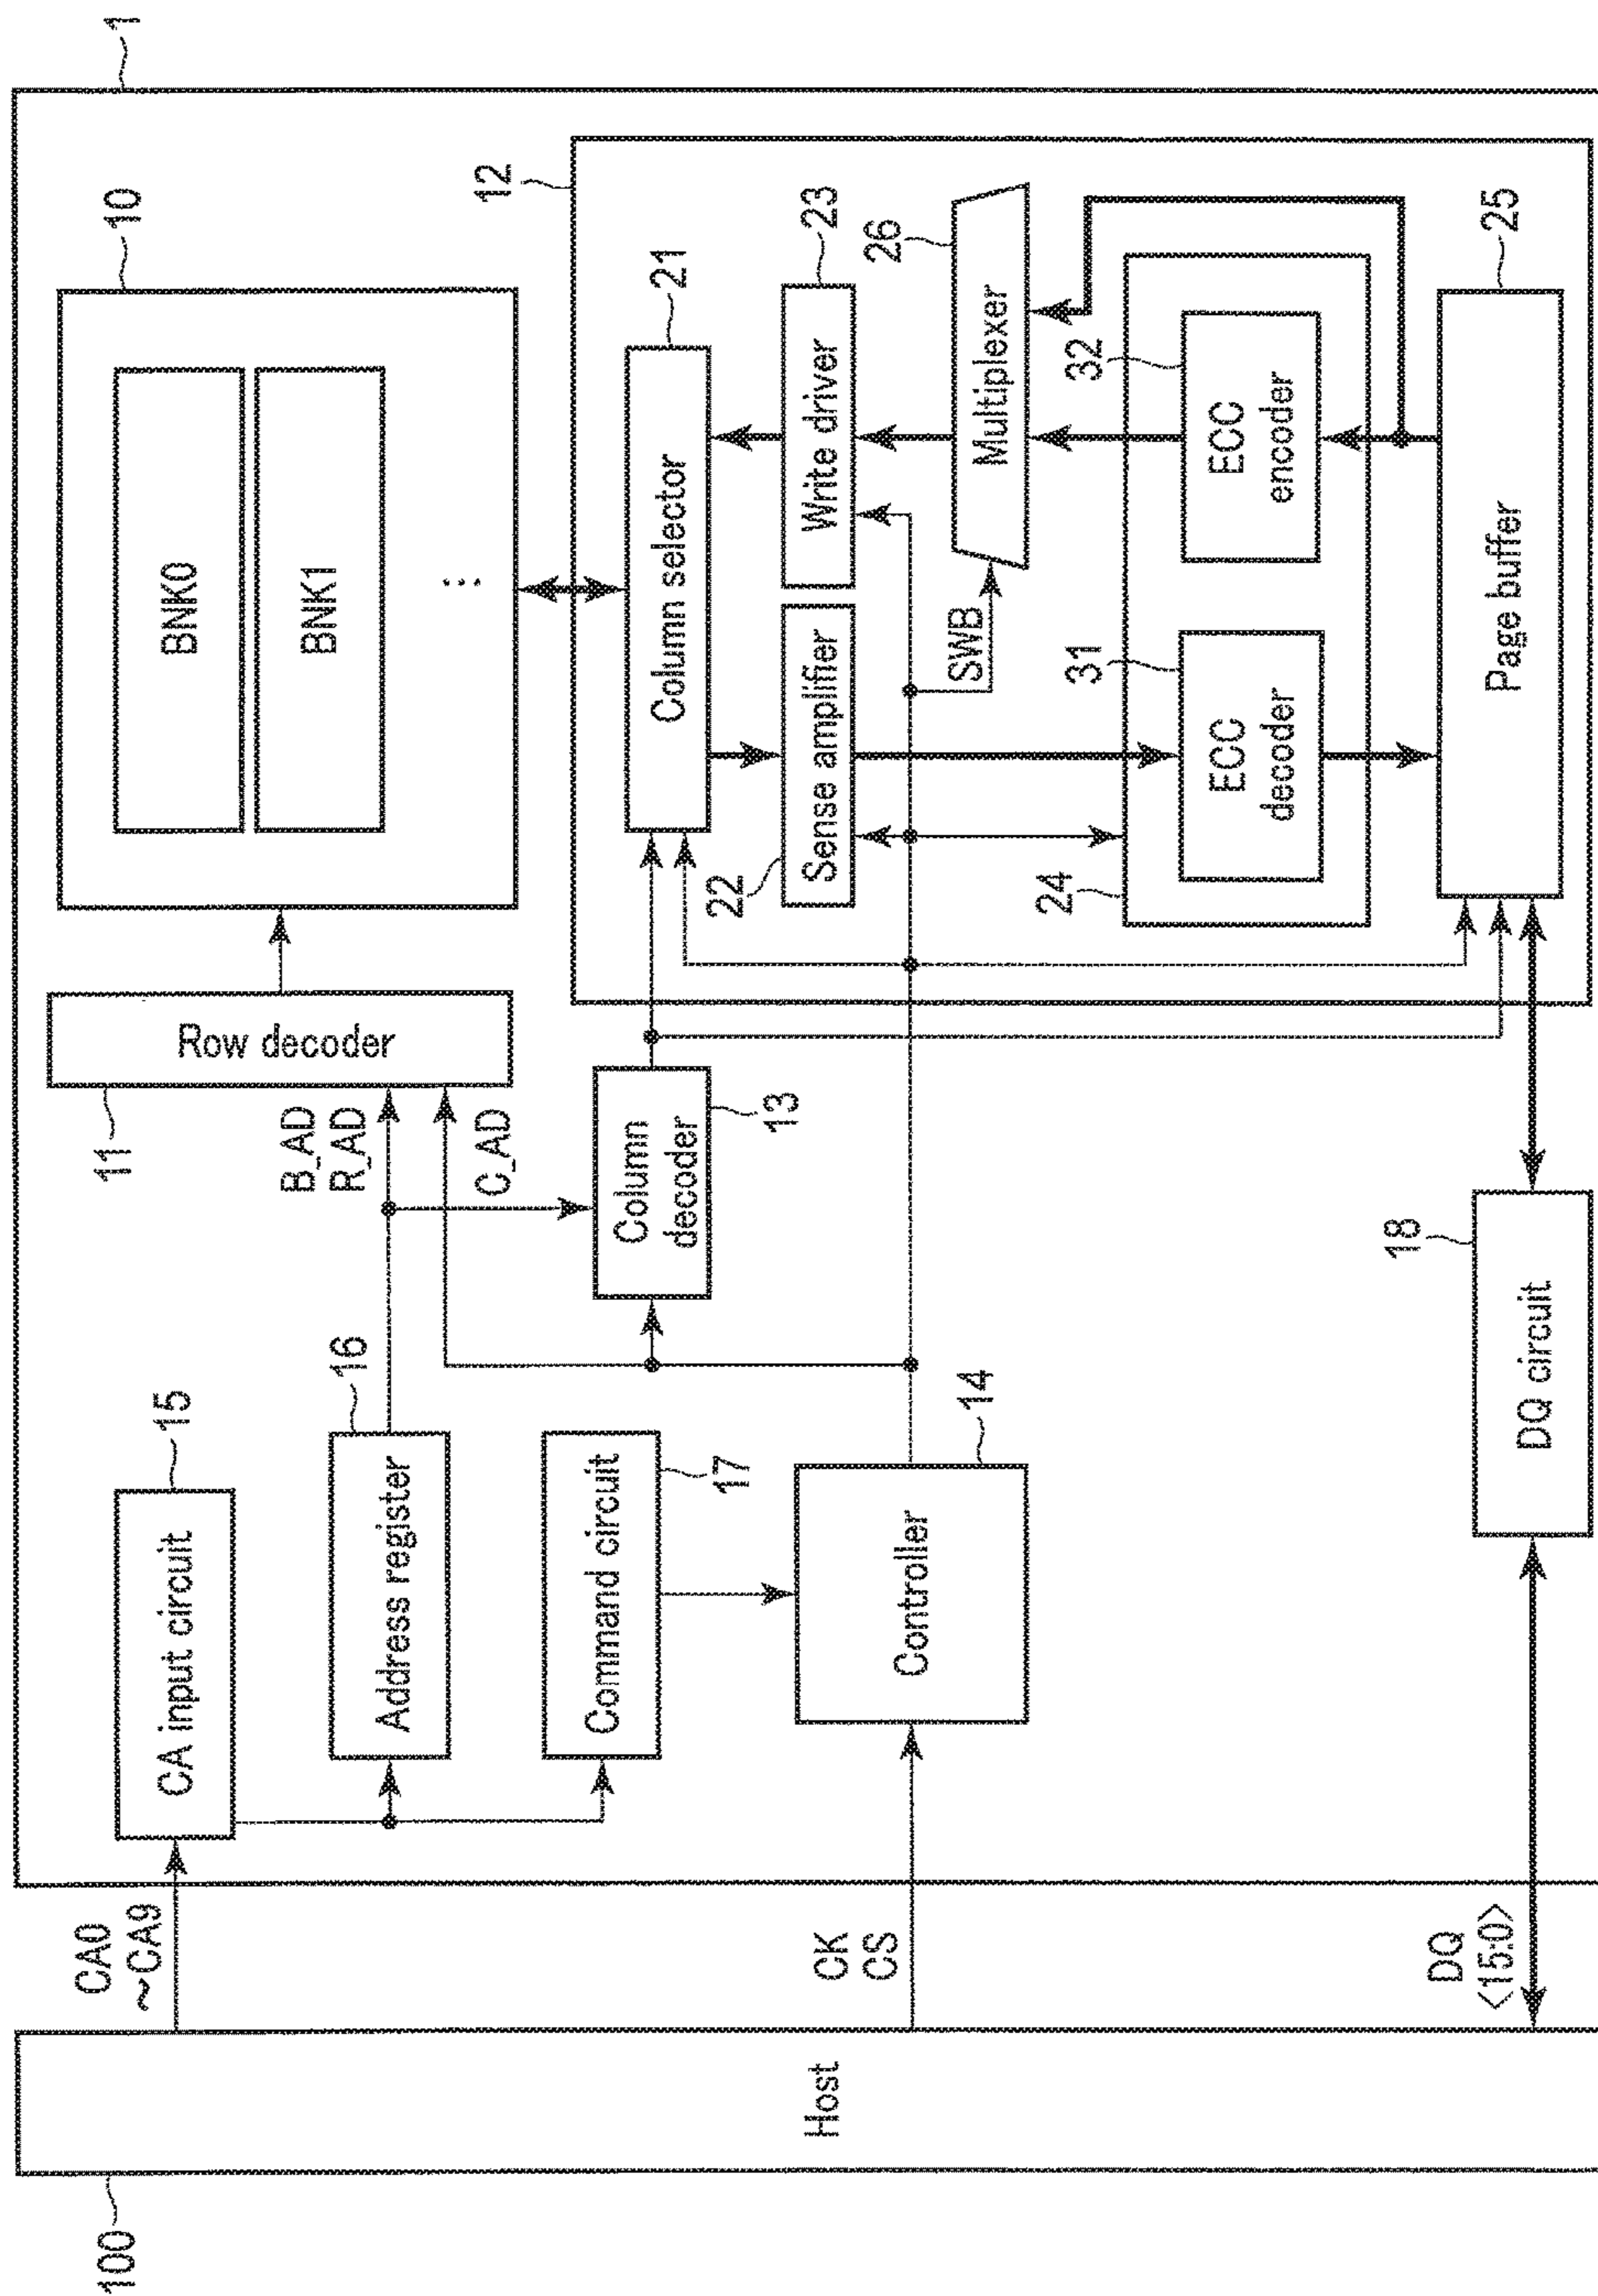 100
Host
CA0
~CA9
CK
CS
DQ
<15:0>
1
CA input circuit
15
Address register
16
Command circuit
17
Controller
14
DQ circuit
18
11
Row decoder
B_AD
R_AD
C_AD
Column
decoder
13
10
BNK0
BNK1
...
12
Column selector
21
22
Sense amplifier
Write driver
23
SWB
Multiplexer
26
24
31
ECC
decoder
32
ECC
encoder
Page buffer
25